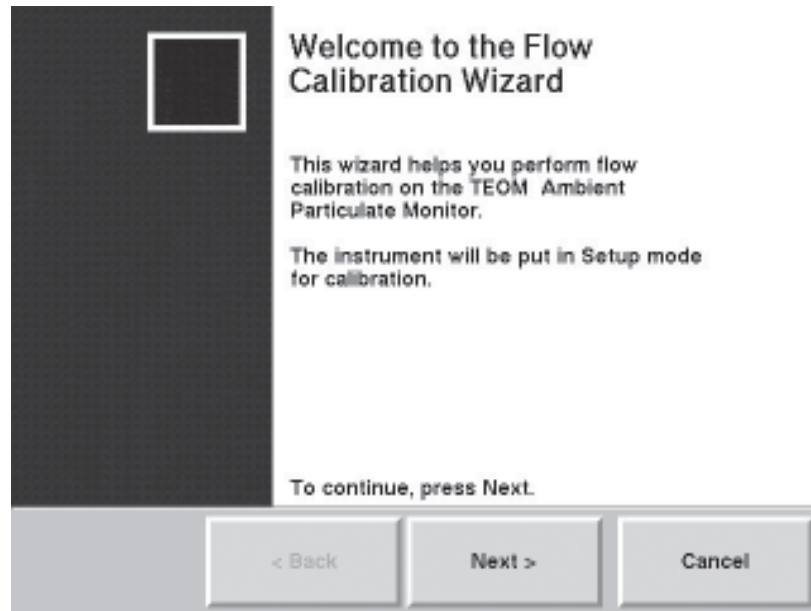 Welcome to the Flow
Calibration Wizard
This wizard helps you perform flow
calibration on the TEOM Ambient
Particulate Monitor.
The instrument will be put in Setup mode
for calibration.
To continue, press Next.
< Back
Next >
Cancel